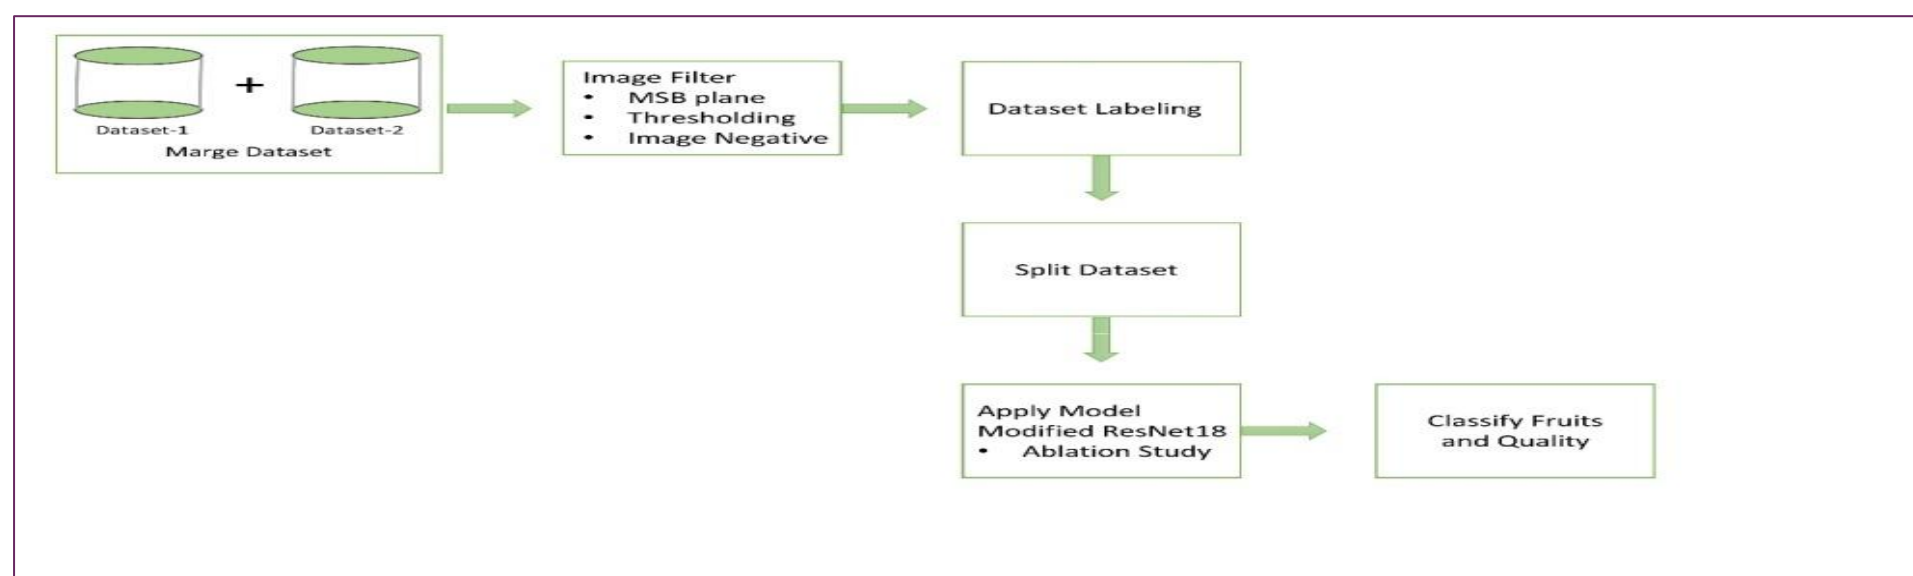 +
Dataset-1
Dataset-2
Marge Dataset
Image Filter
• MSB plane
• Thresholding
• Image Negative
Dataset Labeling
Split Dataset
Apply Model
Modified ResNet18
• Ablation Study
Classify Fruits
and Quality